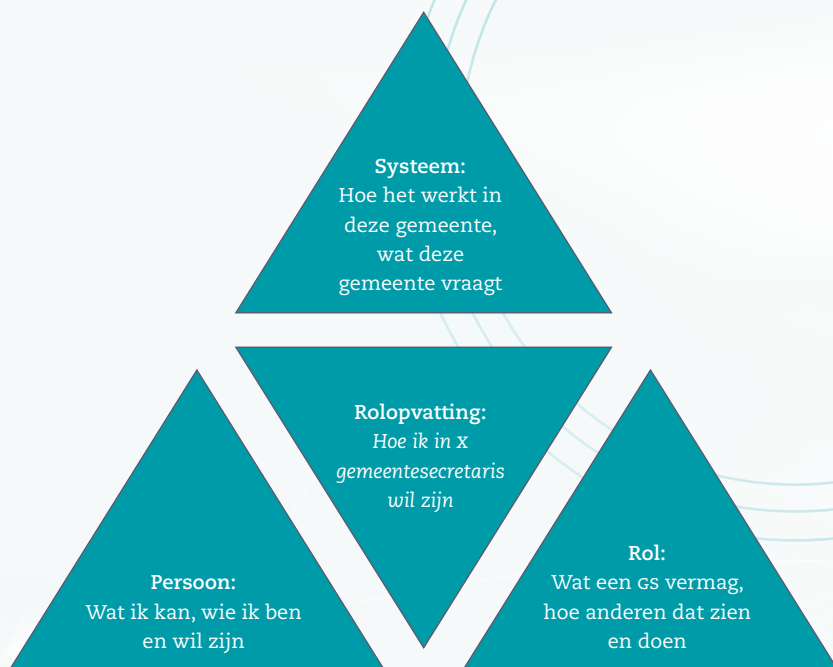 Systeem:
Hoe het werkt in
deze gemeente,
wat deze
gemeente vraagt
Rolopvatting:
Hoe ik in x
gemeentesecretaris
wil zijn
Persoon:
Wat ik kan, wie ik ben
en wil zijn
Rol:
Wat een GS vermag,
hoe anderen dat zien
en doen